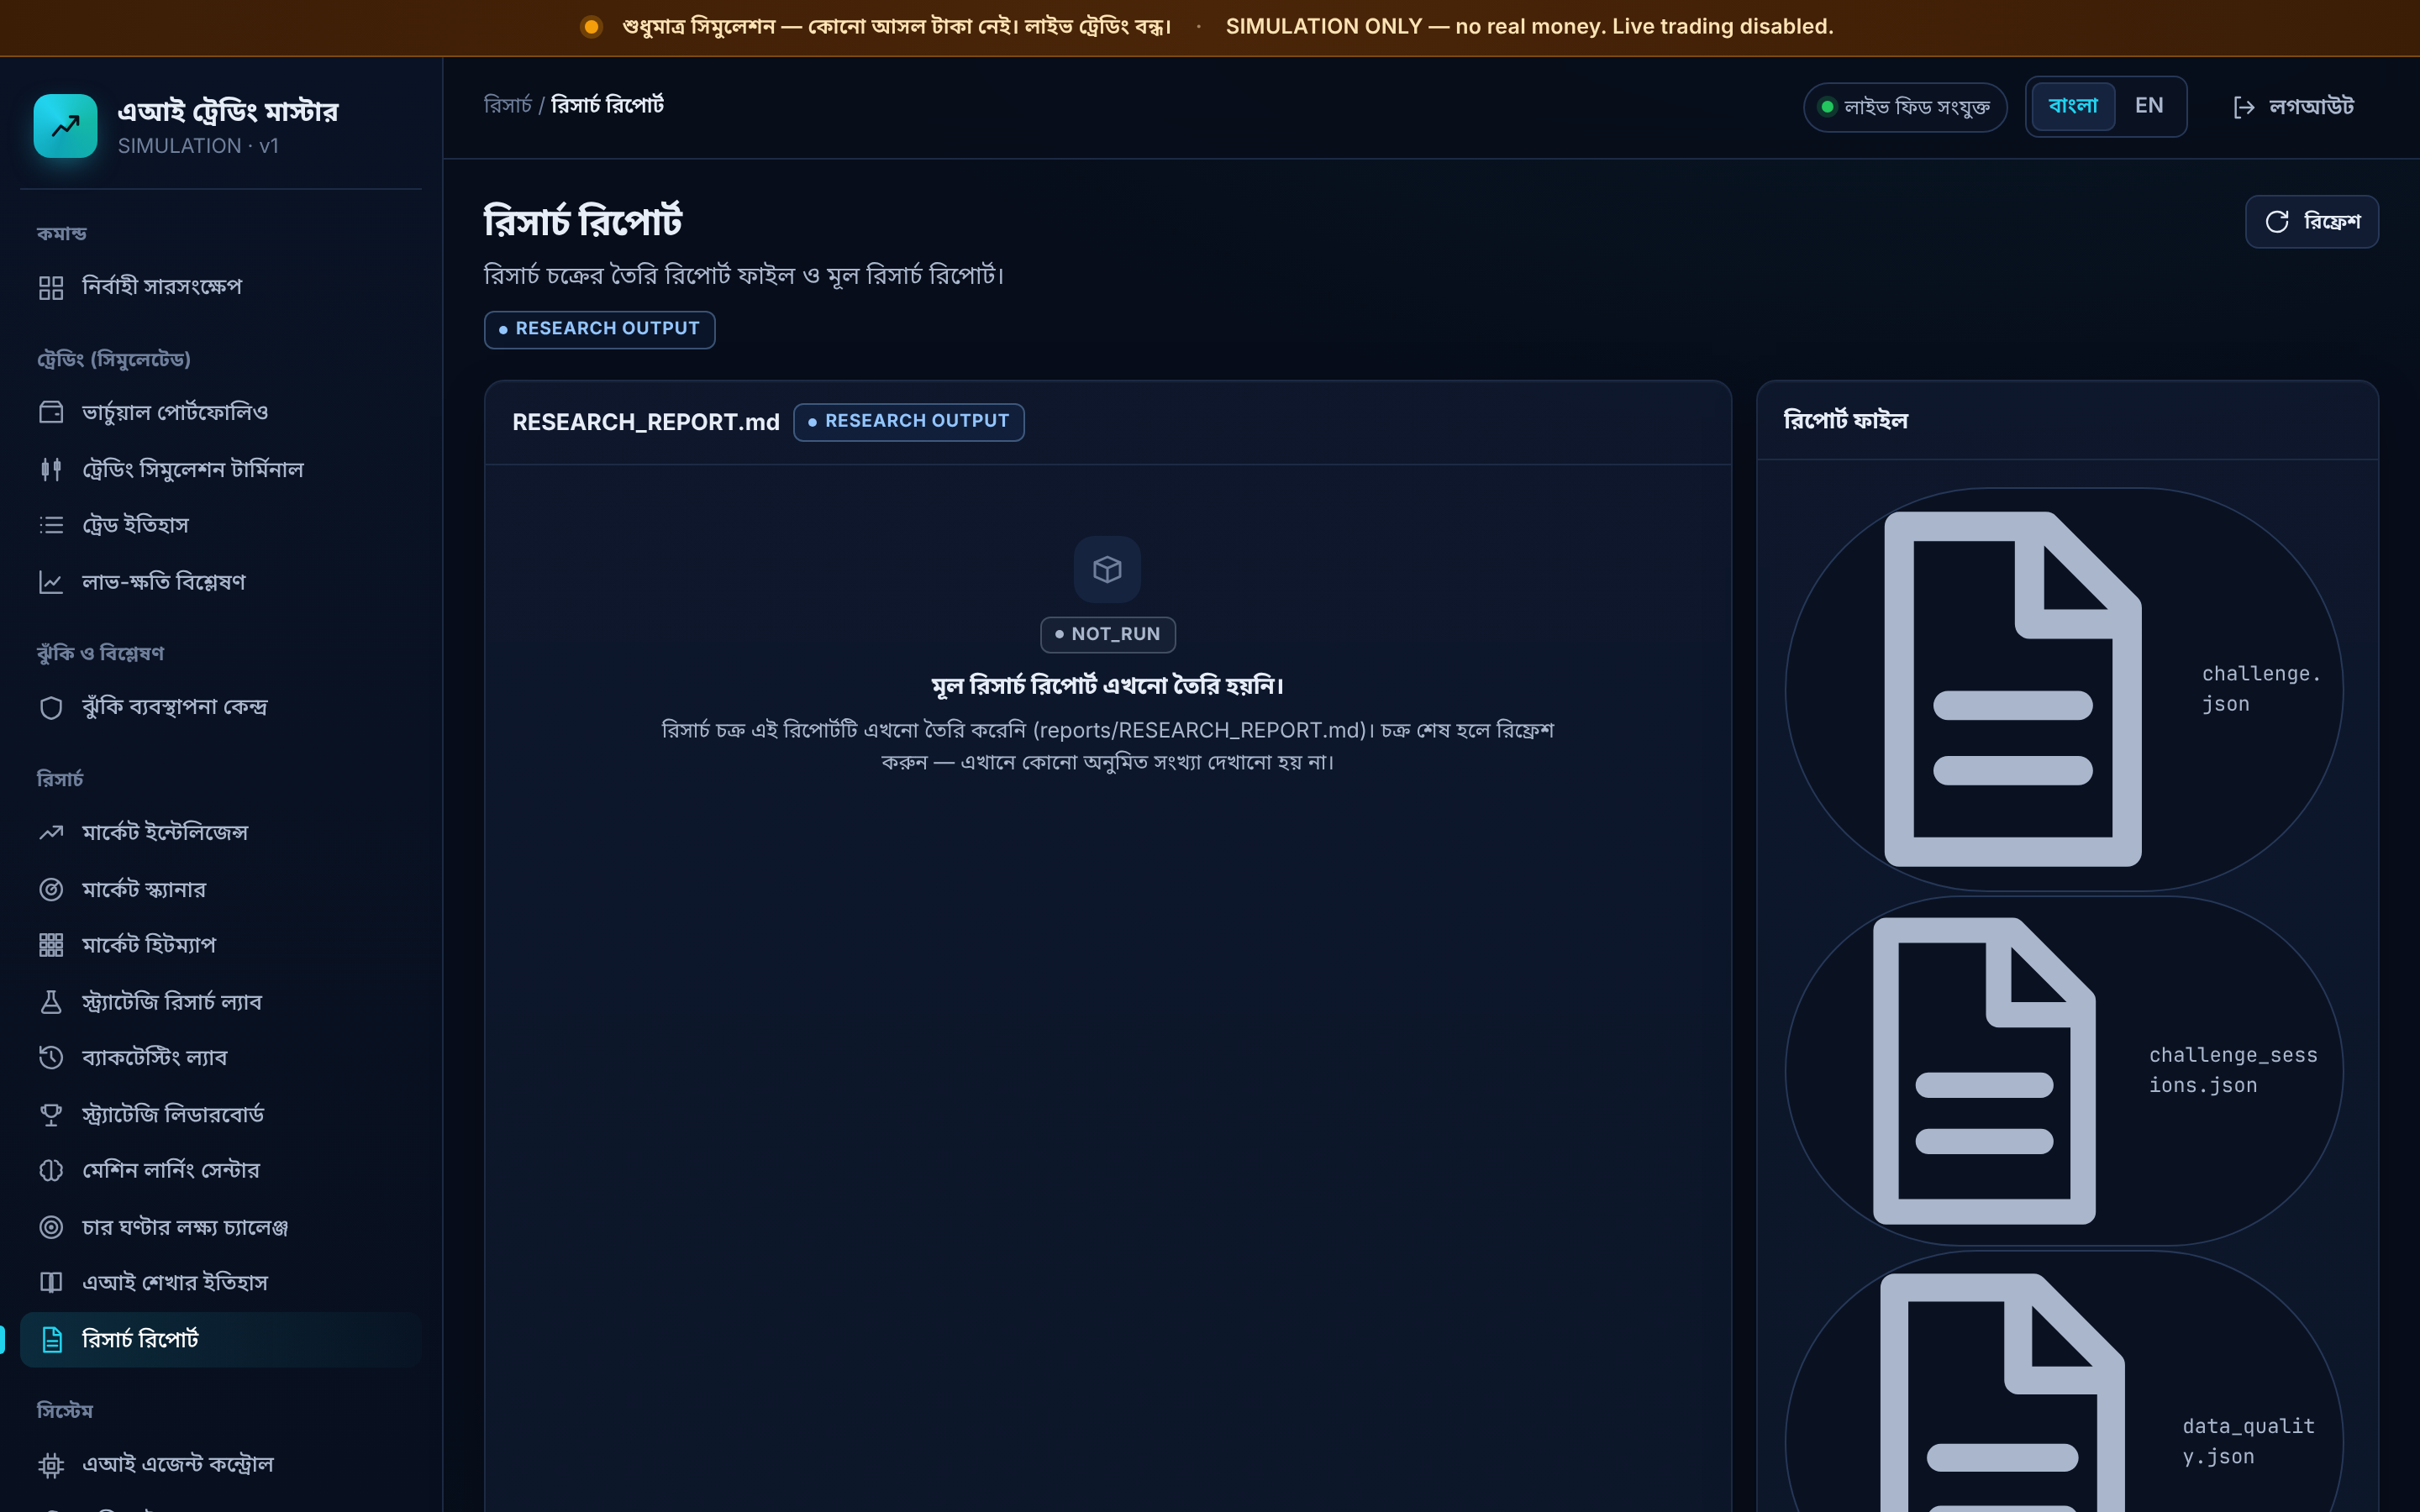 শুধুমাত্র সিমুলেশন — কোনো আসল টাকা নেই। লাইভ ট্রেডিং বন্ধ। · SIMULATION ONLY — no real money. Live trading disabled.
এআই ট্রেডিং মাস্টার
SIMULATION · v1
কমান্ড
নির্বাহী সারসংক্ষেপ
ট্রেডিং (সিমুলেটেড)
ভার্চুয়াল পোর্টফোলিও
ট্রেডিং সিমুলেশন টার্মিনাল
ট্রেড ইতিহাস
লাভ-ক্ষতি বিশ্লেষণ
ঝুঁকি ও বিশ্লেষণ
ঝুঁকি ব্যবস্থাপনা কেন্দ্র
রিসার্চ
মার্কেট ইন্টেলিজেন্স
মার্কেট স্ক্যানার
মার্কেট হিটম্যাপ
স্ট্র্যাটেজি রিসার্চ ল্যাব
ব্যাকটেস্টিং ল্যাব
স্ট্র্যাটেজি লিডারবোর্ড
মেশিন লার্নিং সেন্টার
চার ঘণ্টার লক্ষ্য চ্যালেঞ্জ
এআই শেখার ইতিহাস
রিসার্চ রিপোর্ট
সিস্টেম
এআই এজেন্ট কন্ট্রোল
রিসার্চ / রিসার্চ রিপোর্ট
লাইভ ফিড সংযুক্ত
বাংলা
EN
লগআউট
রিসার্চ রিপোর্ট
রিফ্রেশ
রিসার্চ চক্রের তৈরি রিপোর্ট ফাইল ও মূল রিসার্চ রিপোর্ট।
RESEARCH OUTPUT
RESEARCH_REPORT.md
RESEARCH OUTPUT
NOT_RUN
মূল রিসার্চ রিপোর্ট এখনো তৈরি হয়নি।
রিসার্চ চক্র এই রিপোর্টটি এখনো তৈরি করেনি (reports/RESEARCH_REPORT.md)। চক্র শেষ হলে রিফ্রেশ
করুন — এখানে কোনো অনুমিত সংখ্যা দেখানো হয় না।
রিপোর্ট ফাইল
challenge.
json
challenge_sess
ions.json
data_qualit
y.json